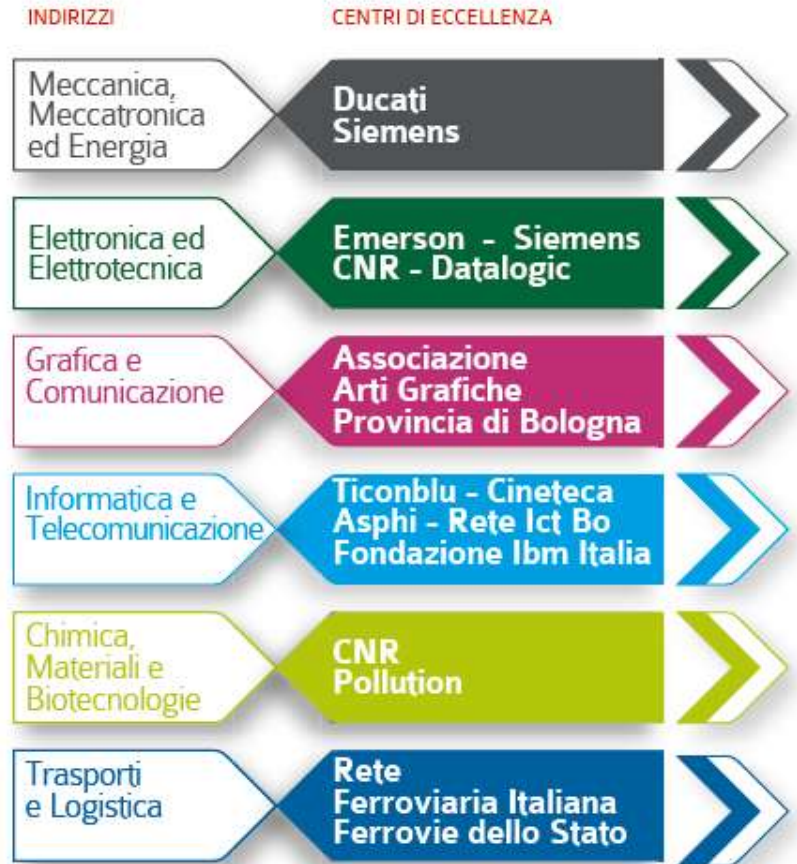 INDIRIZZI
CENTRI DI ECCELLENZA
Meccanica,
Meccatronica
ed Energia
Ducati
Siemens
Elettronica ed
Elettrotecnica
Emerson - Siemens
CNR - Datalogic
Grafica e
Comunicazione
Associazione
Arti Grafiche
Provincia di Bologna
Informatica e
Telecomunicazione
Ticonblu - Cineteca
Asphi - Rete Ict Bo
Fondazione Ibm Italia
Chimica,
Materiali e
Biotecnologie
CNR
Pollution
Trasporti
e Logistica
Rete
Ferroviaria Italiana
Ferrovie dello Stato